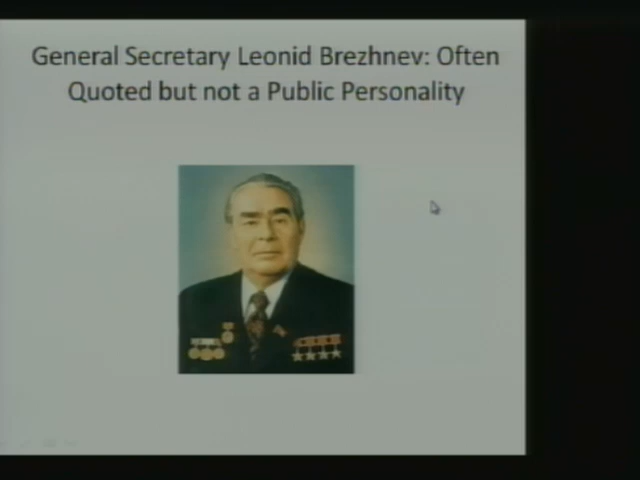 General Secretary Leonid Brezhnev: Often
Quoted but not a Public Personality